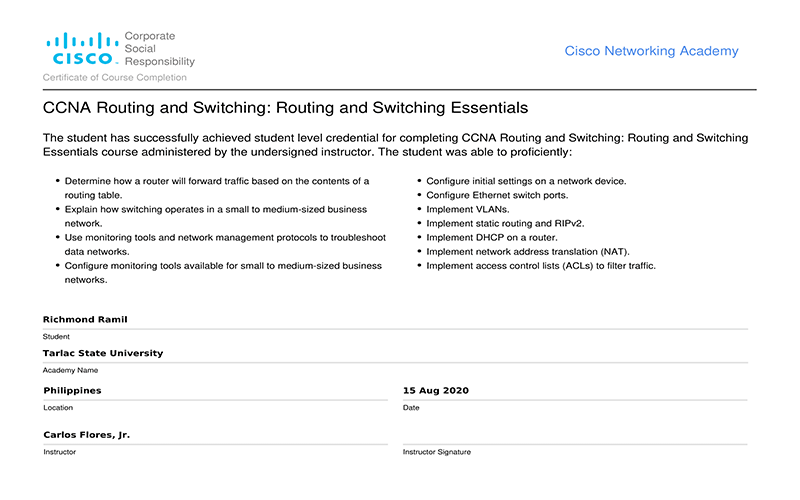 Corporate
Social
Responsibility
CISCO
Certificate of Course Completion
Cisco Networking Academy
CCNA Routing and Switching: Routing and Switching Essentials
The student has successfully achieved student level credential for completing CCNA Routing and Switching: Routing and Switching
Essentials course administered by the undersigned instructor. The student was able to proficiently:
• Determine how a router will forward traffic based on the contents of a
routing table.
• Explain how switching operates in a small to medium-sized business
network.
• Use monitoring tools and network management protocols to troubleshoot
data networks.
• Configure monitoring tools available for small to medium-sized business
networks.
• Configure initial settings on a network device.
• Configure Ethernet switch ports.
• Implement VLANs.
• Implement static routing and RIPv2.
• Implement DHCP on a router.
• Implement network address translation (NAT).
• Implement access control lists (ACLs) to filter traffic.
Richmond Ramil
Student
Tarlac State University
Academy Name
Philippines
Location
15 Aug 2020
Date
Carlos Flores, Jr.
Instructor
Instructor Signature